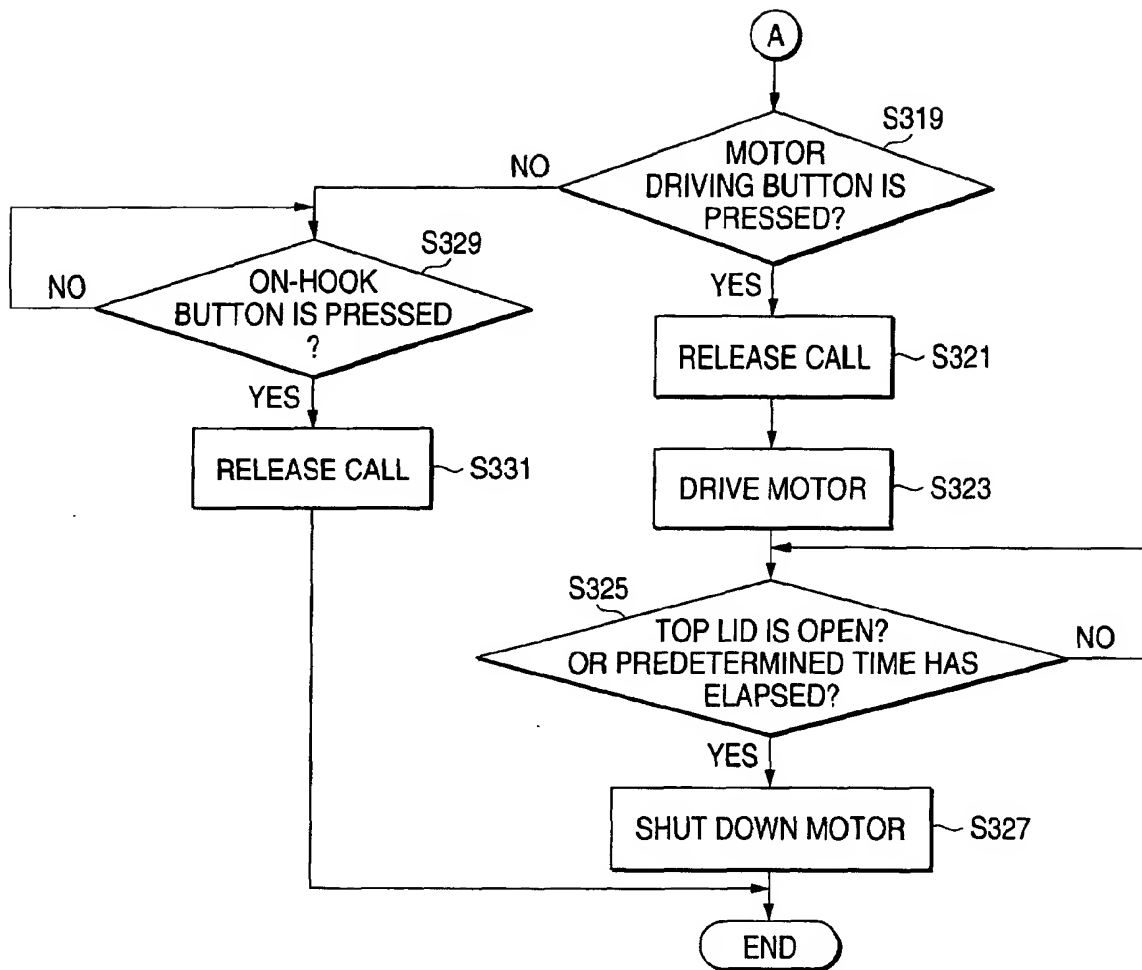 A
S319
MOTOR
DRIVING BUTTON IS
PRESSED?
NO
YES
S329
ON-HOOK
BUTTON IS PRESSED
?
NO
YES
RELEASE CALL
S331
RELEASE CALL
S321
DRIVE MOTOR
S323
S325
TOP LID IS OPEN?
OR PREDETERMINED TIME HAS
ELAPSED?
NO
YES
SHUT DOWN MOTOR
S327
END